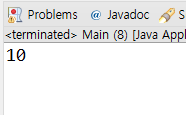 Problems @ Javadoc S
<terminated> Main (8) [Java Appl
10